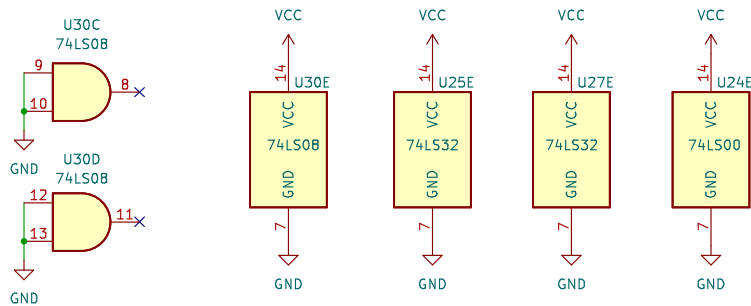 U30C
74LS08
9
8
10
GND
U30D
74LS08
12
11
13
GND
VCC
14
U30E
VCC
74LS08
GND
7
GND
VCC
14
U25E
VCC
74LS32
GND
7
GND
VCC
14
U27E
VCC
74LS32
GND
7
GND
VCC
14
U24E
VCC
74LS00
GND
7
GND